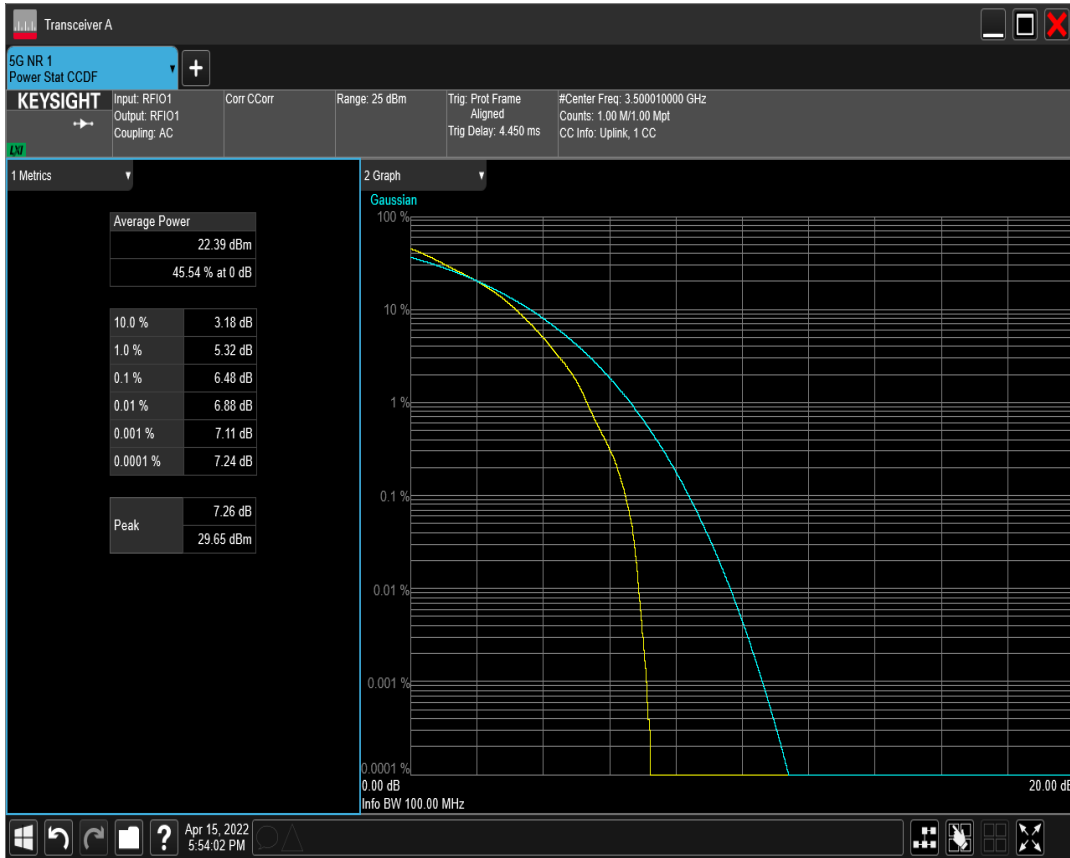 Transceiver A
5G NR 1
Power Stat CCDF
+
KEYSIGHT
LXI
Input: RFIO1
Output: RFIO1
Coupling: AC
Corr CCorr
Range: 25 dBm
Trig: Prot Frame
Aligned
Trig Delay: 4.450 ms
#Center Freq: 3.500010000 GHz
Counts: 1.00 M/1.00 Mpt
CC Info: Uplink, 1 CC
1 Metrics
Average Power
22.39 dBm
45.54 % at 0 dB
10.0 % 3.18 dB
1.0 % 5.32 dB
0.1 % 6.48 dB
0.01 % 6.88 dB
0.001 % 7.11 dB
0.0001 % 7.24 dB
Peak 7.26 dB
29.65 dBm
2 Graph
Gaussian
100 %
10 %
1 %
0.1 %
0.01 %
0.001 %
0.0001 %
0.00 dB 20.00 dB
Info BW 100.00 MHz
?
Apr 15, 2022
5:54:02 PM